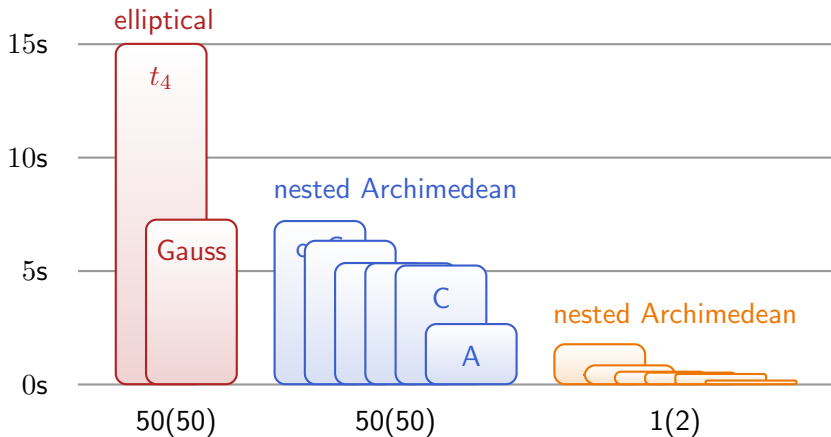 elliptical
15s
t₄
10s
nested Archimedean
Gauss
5s
C
nested Archimedean
A
0s
50(50)
50(50)
1(2)